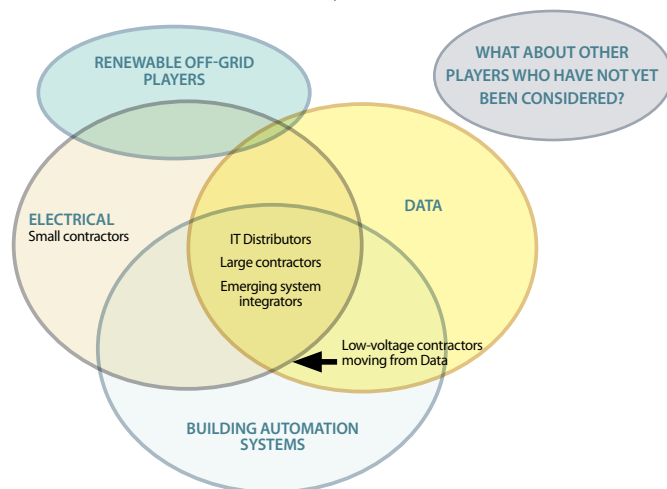 RENEWABLE OFF-GRID
PLAYERS
WHAT ABOUT OTHER
PLAYERS WHO HAVE NOT YET
BEEN CONSIDERED?
ELECTRICAL
Small contractors
DATA
IT Distributors
Large contractors
Emerging system
integrators
Low-voltage contractors
moving from Data
BUILDING AUTOMATION
SYSTEMS